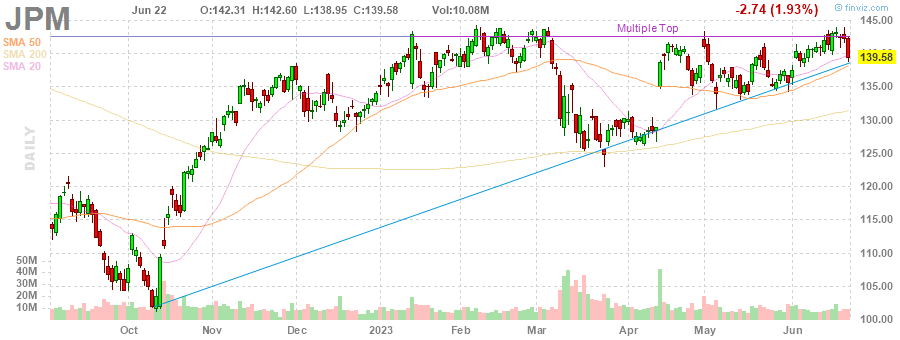 JPM
Jun 22
O:142.31 H:142.60 L:138.95 C:139.58
Vol:10.08M
-2.74 (1.93%)
© finviz.com
SMA 50
SMA 200
SMA 20
Multiple Top
DAILY
145.00
139.58
135.00
130.00
125.00
120.00
115.00
110.00
105.00
100.00
50M
40M
30M
20M
10M
Oct
Nov
Dec
2023
Feb
Mar
Apr
May
Jun